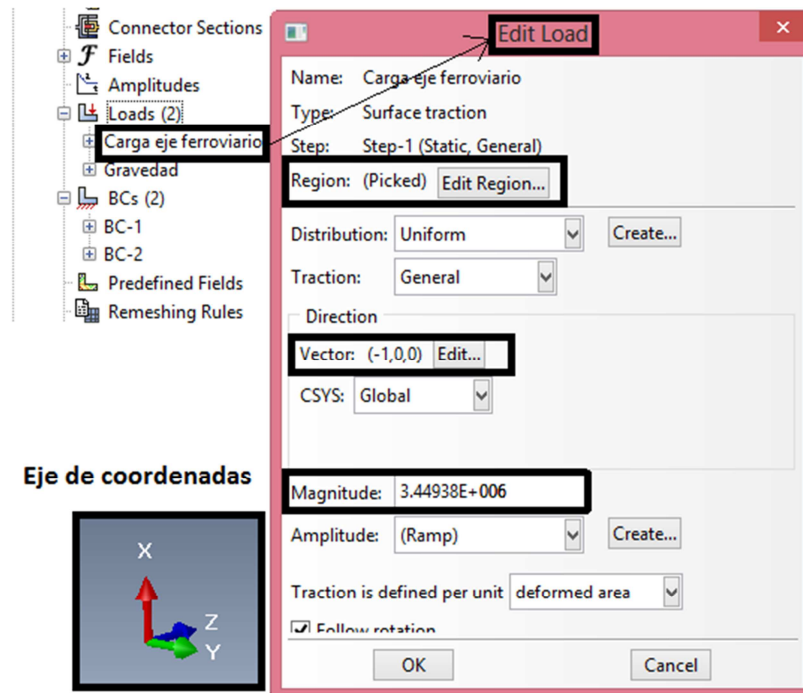 Connector Sections
Fields
Amplitudes
Loads (2)
Carga eje ferroviario
Gravedad
BCs (2)
BC-1
BC-2
Predefined Fields
Remeshing Rules
Eje de coordenadas
X
Z
Y
Edit Load
×
Name: Carga eje ferroviario
Type: Surface traction
Step: Step-1 (Static, General)
Region: (Picked) Edit Region...
Distribution: Uniform Create...
Traction: General
Direction
Vector: (-1,0,0) Edit...
CSYS: Global
Magnitude: 3.44938E+006
Amplitude: (Ramp) Create...
Traction is defined per unit deformed area
Follow rotation
OK Cancel